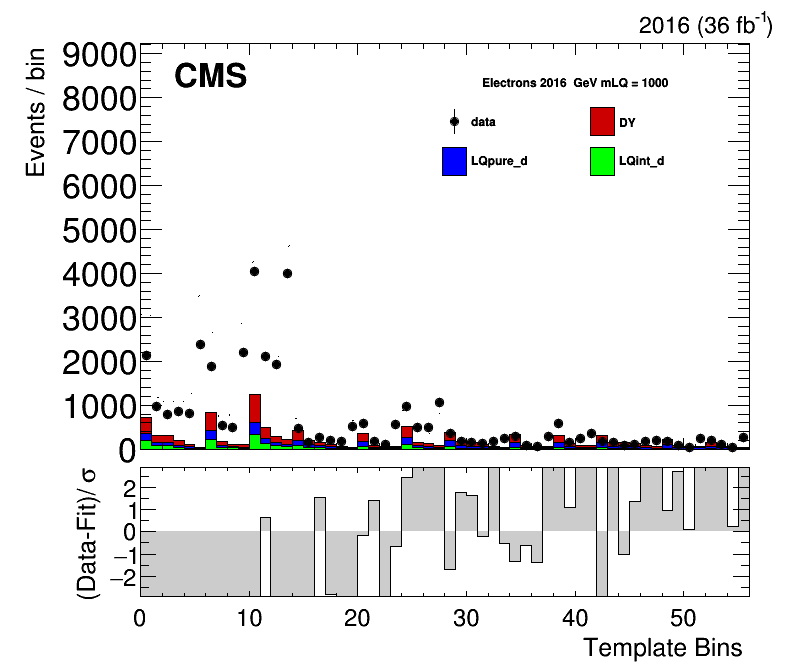 2016 (36 fb-1)
CMS
Electrons 2016 GeV mLQ = 1000
data
DY
LQpure_d
LQint_d
Events / bin
9000
8000
7000
6000
5000
4000
3000
2000
1000
0
(Data-Fit)/ σ
2
1
0
−1
−2
0 10 20 30 40 50
Template Bins